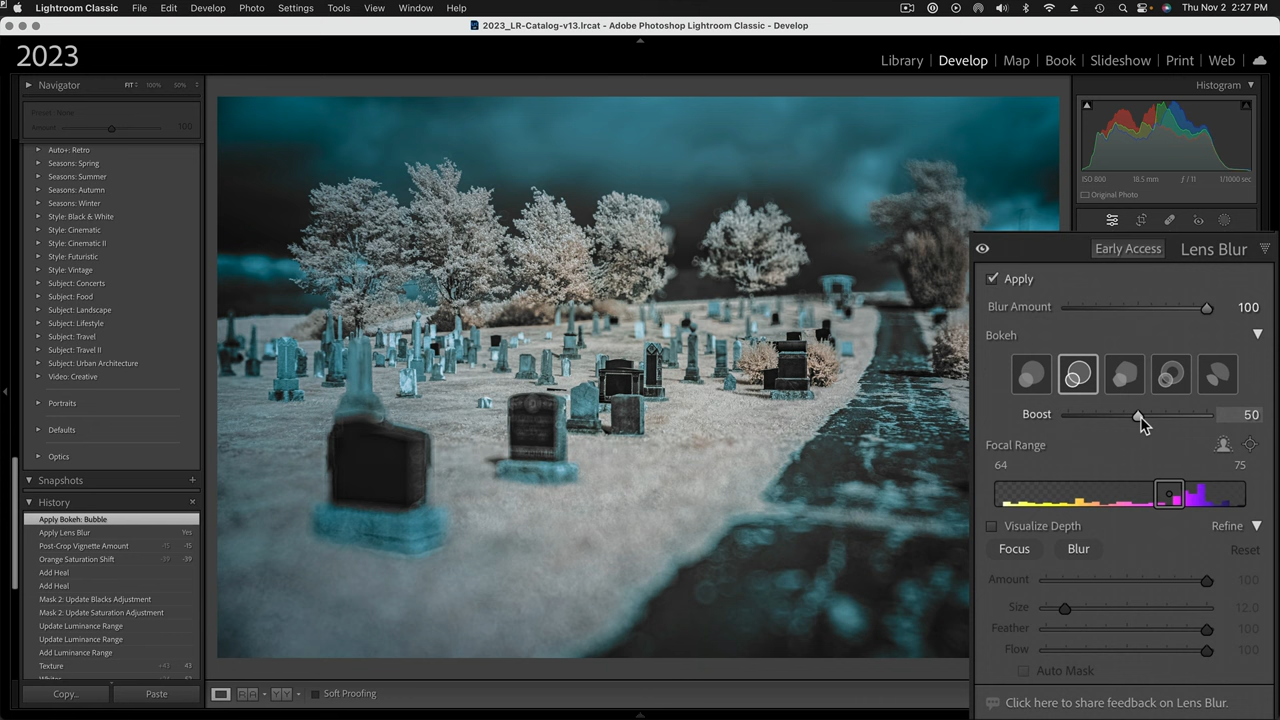 Lightroom Classic File Edit Develop Photo Settings Tools View Window Help Thu Nov 2 2:27 PM
2023_LR-Catalog-v13.lrcat - Adobe Photoshop Lightroom Classic - Develop
2023
Library Develop Map Book Slideshow Print Web
Navigator FIT 100% 50%
Histogram
Preset: None
Amount 100
Auto+: Retro
Seasons: Spring
Seasons: Summer
Seasons: Autumn
Seasons: Winter
Style: Black & White
Style: Cinematic
Style: Cinematic II
Style: Futuristic
Style: Vintage
Subject: Concerts
Subject: Food
Subject: Landscape
Subject: Lifestyle
Subject: Travel
Subject: Travel II
Subject: Urban Architecture
Video: Creative
Portraits
Defaults
Optics
Snapshots
History
Apply Bokeh: Bubble
Apply Lens Blur Yes
Post-Crop Vignette Amount -15 -15
Orange Saturation Shift -39 -39
Add Heal
Add Heal
Mask 2: Update Blacks Adjustment
Mask 2: Update Saturation Adjustment
Update Luminance Range
Update Luminance Range
Add Luminance Range
Texture +43 43
Copy... Paste
Soft Proofing
ISO 800 18.5 mm ƒ / 11 1/1000 sec
Original Photo
Early Access Lens Blur
Apply
Blur Amount 100
Bokeh
Boost 50
Focal Range
64 75
Visualize Depth Refine
Focus Blur Reset
Amount 100
Size 12.0
Feather 100
Flow 100
Auto Mask
Click here to share feedback on Lens Blur.